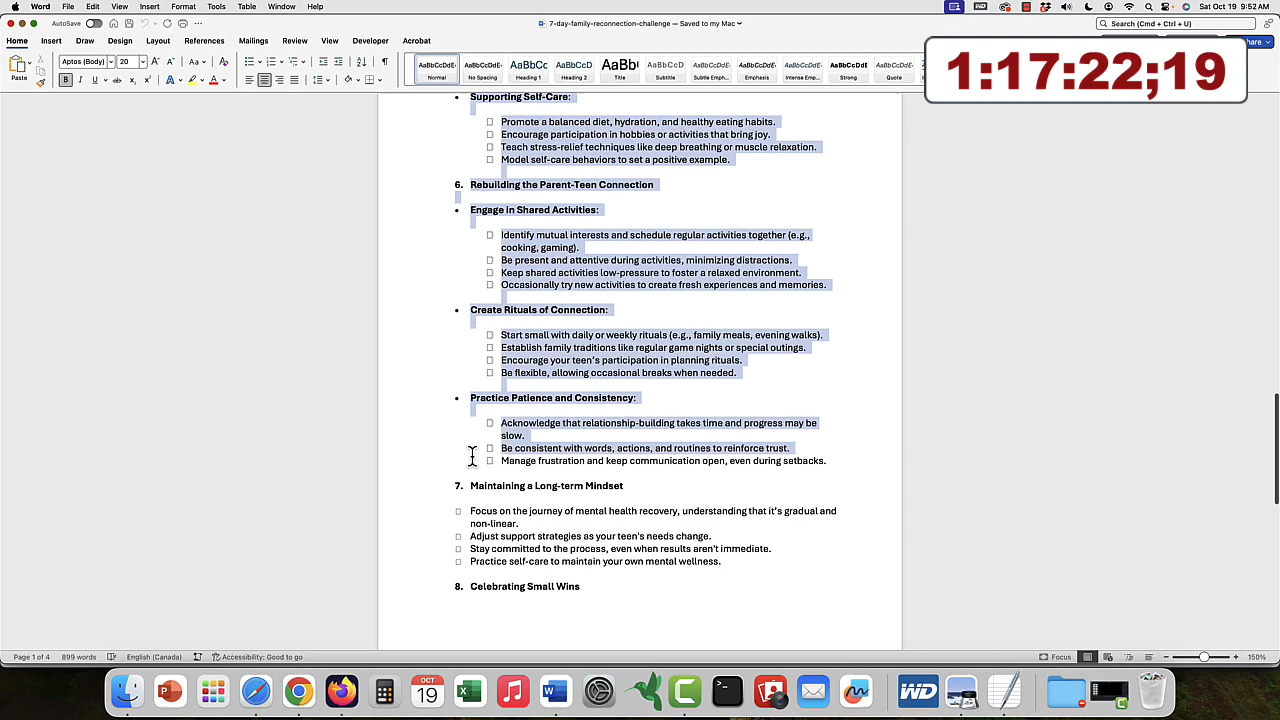 Word File Edit View Insert Format Tools Table Window Help
Sat Oct 19 9:52 AM
AutoSave
7-day-family-reconnection-challenge — Saved to my Mac
Search (Cmd + Ctrl + U)
Home Insert Draw Design Layout References Mailings Review View Developer Acrobat
hare
1:17:22;19
Paste
Aptos (Body) 20
AaBbCcDdEe AaBbCcDdEe AaBbCc AaBbCcDc AaBb AaBbCcDdE AaBbCcDdEe AaBbCcDdEe AaBbCcDdEe AaBbCcDdEe AaBbCcDdEe
Normal No Spacing Heading 1 Heading 2 Title Subtitle Subtle Emph... Emphasis Intense Emp... Strong Quote
• Supporting Self-Care:
☐ Promote a balanced diet, hydration, and healthy eating habits.
☐ Encourage participation in hobbies or activities that bring joy.
☐ Teach stress-relief techniques like deep breathing or muscle relaxation.
☐ Model self-care behaviors to set a positive example.
6. Rebuilding the Parent-Teen Connection
• Engage in Shared Activities:
☐ Identify mutual interests and schedule regular activities together (e.g.,
cooking, gaming).
☐ Be present and attentive during activities, minimizing distractions.
☐ Keep shared activities low-pressure to foster a relaxed environment.
☐ Occasionally try new activities to create fresh experiences and memories.
• Create Rituals of Connection:
☐ Start small with daily or weekly rituals (e.g., family meals, evening walks).
☐ Establish family traditions like regular game nights or special outings.
☐ Encourage your teen's participation in planning rituals.
☐ Be flexible, allowing occasional breaks when needed.
• Practice Patience and Consistency:
☐ Acknowledge that relationship-building takes time and progress may be
slow.
☐ Be consistent with words, actions, and routines to reinforce trust.
☐ Manage frustration and keep communication open, even during setbacks.
7. Maintaining a Long-term Mindset
☐ Focus on the journey of mental health recovery, understanding that it's gradual and
non-linear.
☐ Adjust support strategies as your teen's needs change.
☐ Stay committed to the process, even when results aren't immediate.
☐ Practice self-care to maintain your own mental wellness.
8. Celebrating Small Wins
Page 1 of 4 899 words English (Canada) Accessibility: Good to go Focus 150%
OCT
19
WD